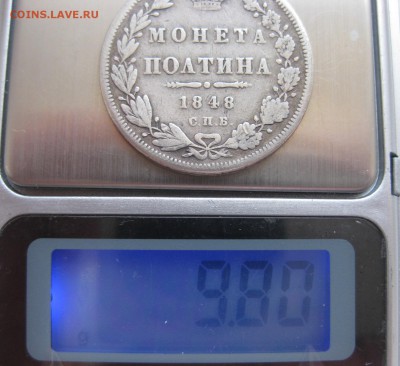 COINS.LAVE.RU
МОНЕТА
ПОЛТИНА
1848
С.П.Б.
9.80